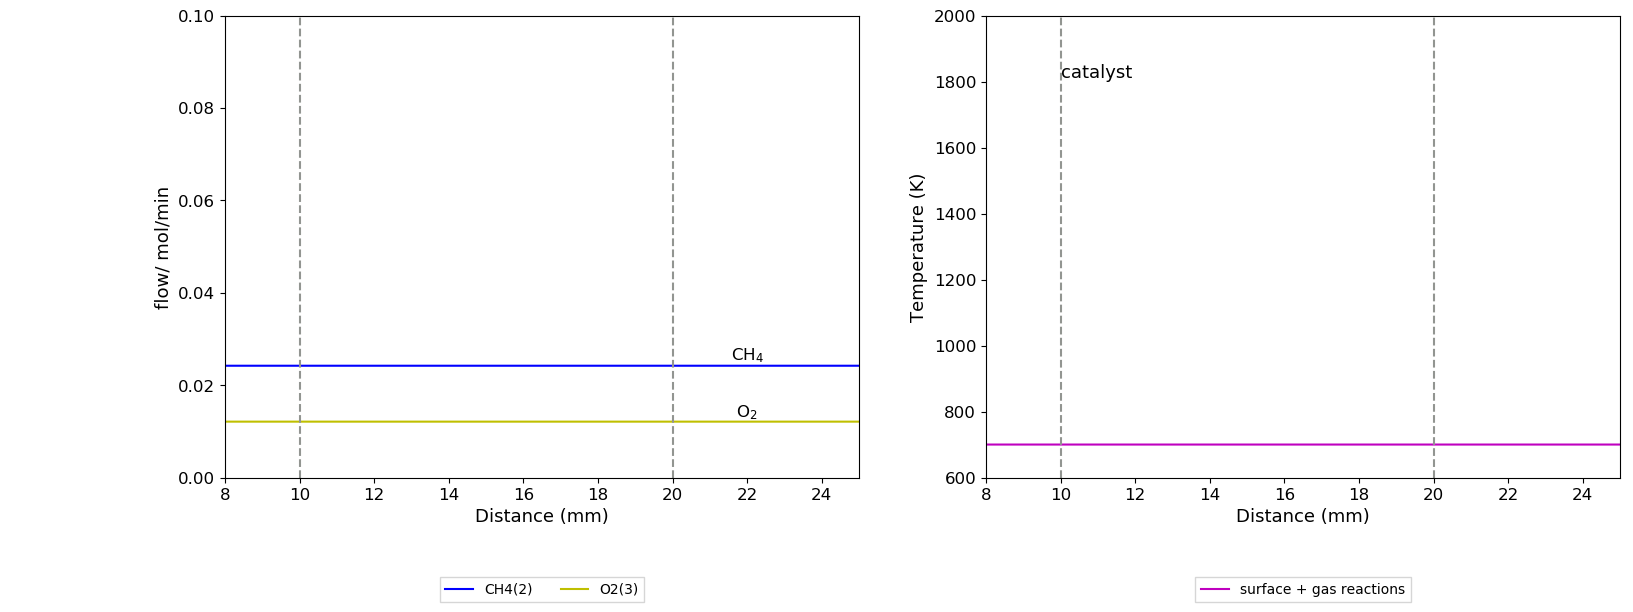 0.10
0.08
0.06
0.04
0.02
0.00
flow/ mol/min
CH₄
O₂
8 10 12 14 16 18 20 22 24
Distance (mm)
CH4(2) O2(3)
2000
1800
1600
1400
1200
1000
800
600
Temperature (K)
catalyst
8 10 12 14 16 18 20 22 24
Distance (mm)
surface + gas reactions